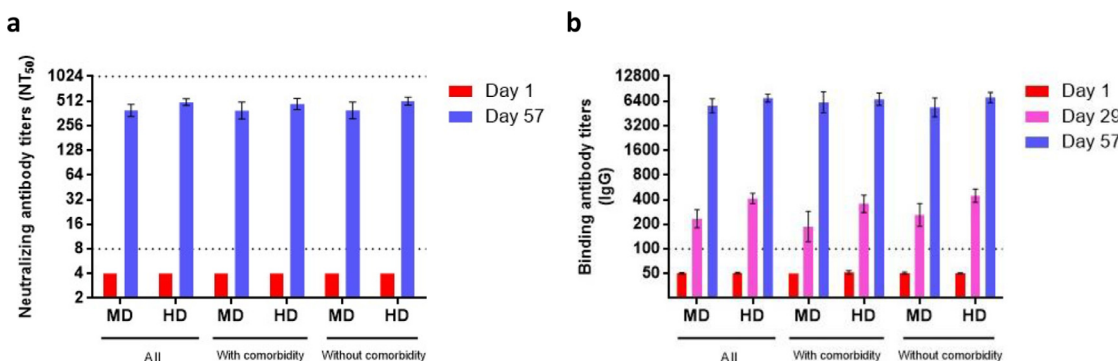 a
Neutralizing antibody titers (NT50)
1024
512
256
128
64
32
16
8
4
2
MD HD MD HD MD HD
All With comorbidity Without comorbidity
Day 1
Day 57
b
Binding antibody titers
(IgG)
12800
6400
3200
1600
800
400
200
100
50
MD HD MD HD MD HD
All With comorbidity Without comorbidity
Day 1
Day 29
Day 57